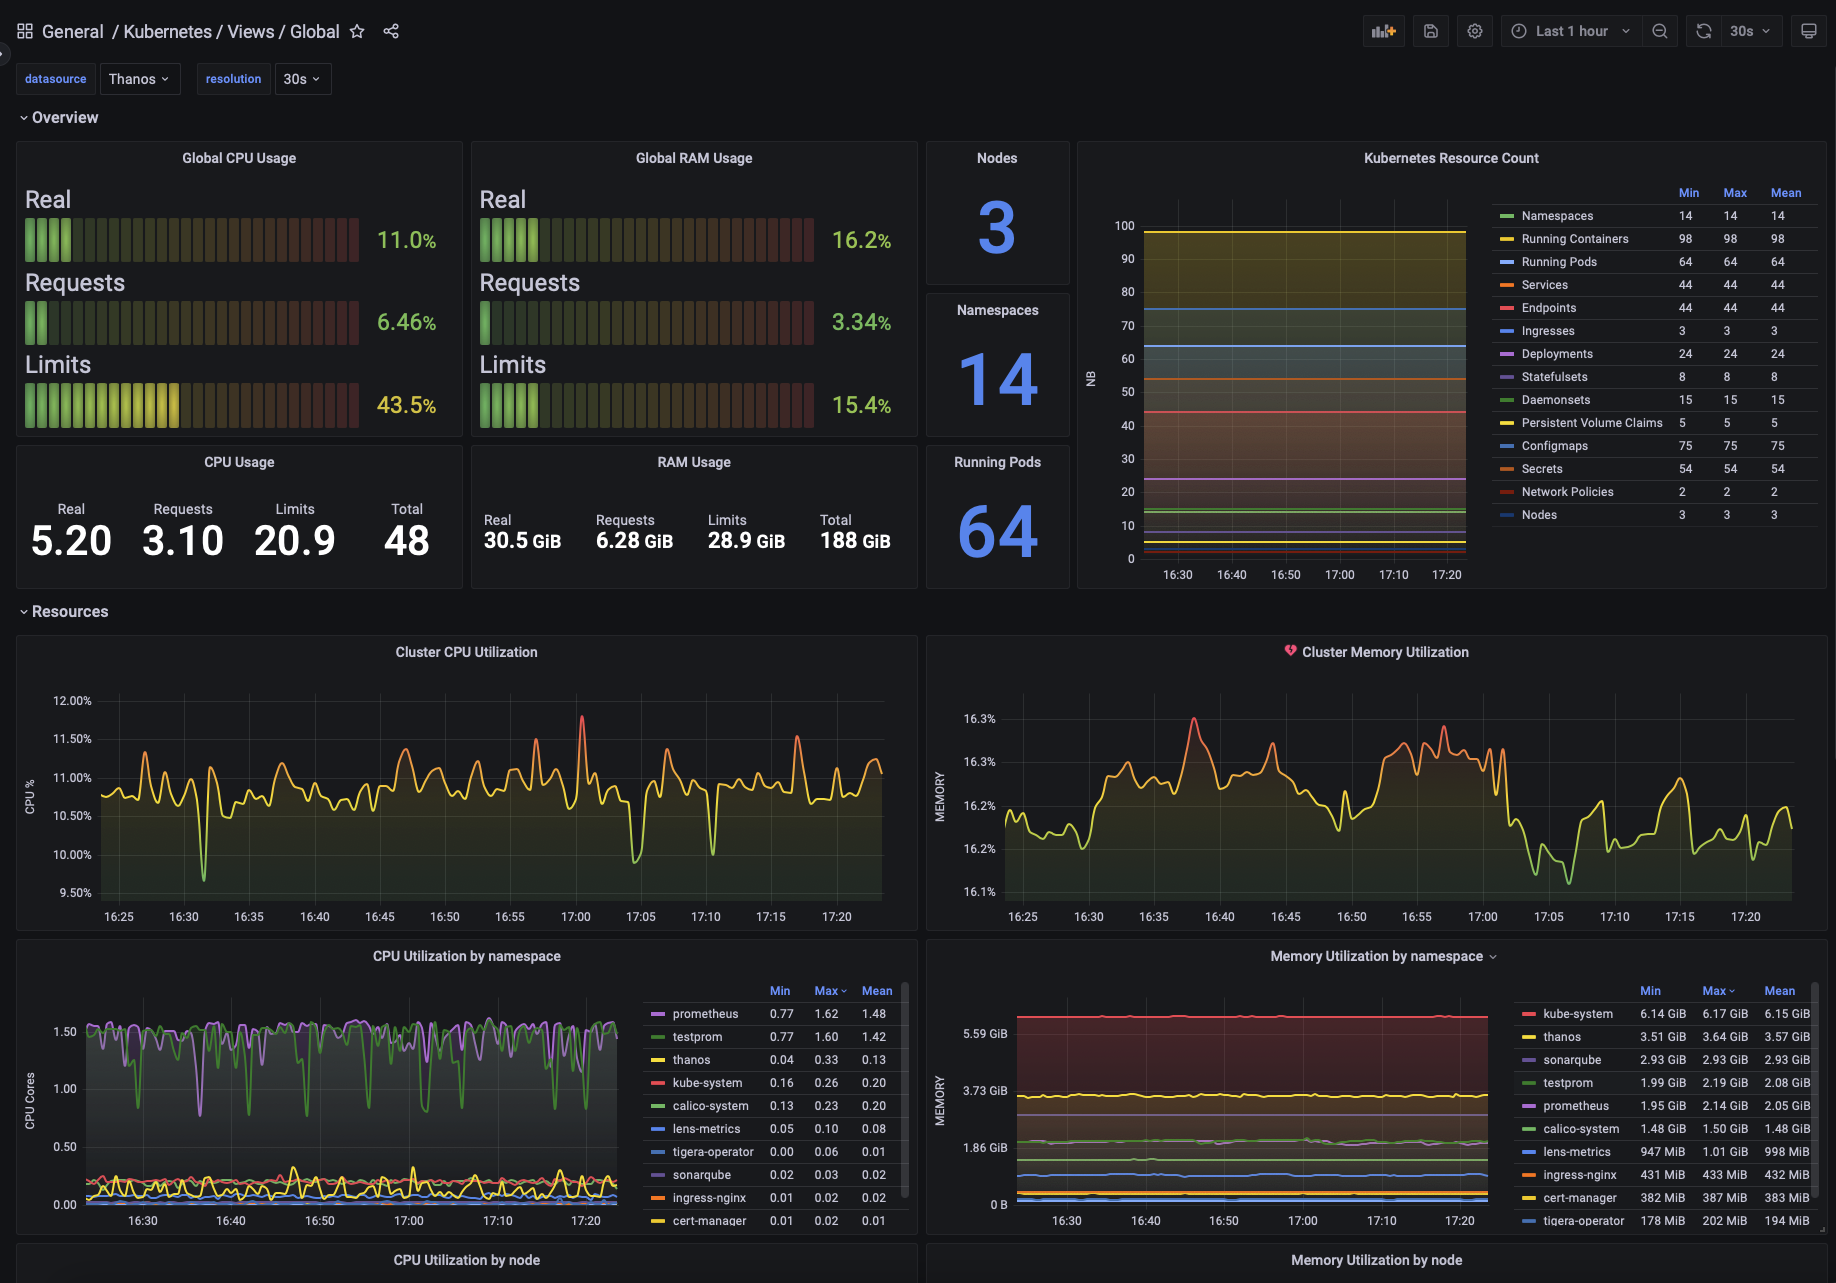 General / Kubernetes / Views / Global
Last 1 hour
30s
datasource Thanos resolution 30s
Overview
Global CPU Usage
Real
11.0%
Requests
6.46%
Limits
43.5%
Global RAM Usage
Real
16.2%
Requests
3.34%
Limits
15.4%
Nodes
3
Namespaces
14
CPU Usage
Real Requests Limits Total
5.20 3.10 20.9 48
RAM Usage
Real Requests Limits Total
30.5 GiB 6.28 GiB 28.9 GiB 188 GiB
Running Pods
64
Kubernetes Resource Count
NB
100
90
80
70
60
50
40
30
20
10
0
16:30 16:40 16:50 17:00 17:10 17:20
Min Max Mean
Namespaces 14 14 14
Running Containers 98 98 98
Running Pods 64 64 64
Services 44 44 44
Endpoints 44 44 44
Ingresses 3 3 3
Deployments 24 24 24
Statefulsets 8 8 8
Daemonsets 15 15 15
Persistent Volume Claims 5 5 5
Configmaps 75 75 75
Secrets 54 54 54
Network Policies 2 2 2
Nodes 3 3 3
Resources
Cluster CPU Utilization
CPU %
12.00%
11.50%
11.00%
10.50%
10.00%
9.50%
16:25 16:30 16:35 16:40 16:45 16:50 16:55 17:00 17:05 17:10 17:15 17:20
Cluster Memory Utilization
MEMORY
16.3%
16.3%
16.2%
16.2%
16.1%
16:25 16:30 16:35 16:40 16:45 16:50 16:55 17:00 17:05 17:10 17:15 17:20
CPU Utilization by namespace
CPU Cores
1.50
1.00
0.50
0.00
16:30 16:40 16:50 17:00 17:10 17:20
Min Max Mean
prometheus 0.77 1.62 1.48
testprom 0.77 1.60 1.42
thanos 0.04 0.33 0.13
kube-system 0.16 0.26 0.20
calico-system 0.13 0.23 0.20
lens-metrics 0.05 0.10 0.08
tigera-operator 0.00 0.06 0.01
sonarqube 0.02 0.03 0.02
ingress-nginx 0.01 0.02 0.02
cert-manager 0.01 0.02 0.01
Memory Utilization by namespace
MEMORY
5.59 GiB
3.73 GiB
1.86 GiB
0 B
16:30 16:40 16:50 17:00 17:10 17:20
Min Max Mean
kube-system 6.14 GiB 6.17 GiB 6.15 GiB
thanos 3.51 GiB 3.64 GiB 3.57 GiB
sonarqube 2.93 GiB 2.93 GiB 2.93 GiB
testprom 1.99 GiB 2.19 GiB 2.08 GiB
prometheus 1.95 GiB 2.14 GiB 2.05 GiB
calico-system 1.48 GiB 1.50 GiB 1.48 GiB
lens-metrics 947 MiB 1.01 GiB 998 MiB
ingress-nginx 431 MiB 433 MiB 432 MiB
cert-manager 382 MiB 387 MiB 383 MiB
tigera-operator 178 MiB 202 MiB 194 MiB
CPU Utilization by node
Memory Utilization by node